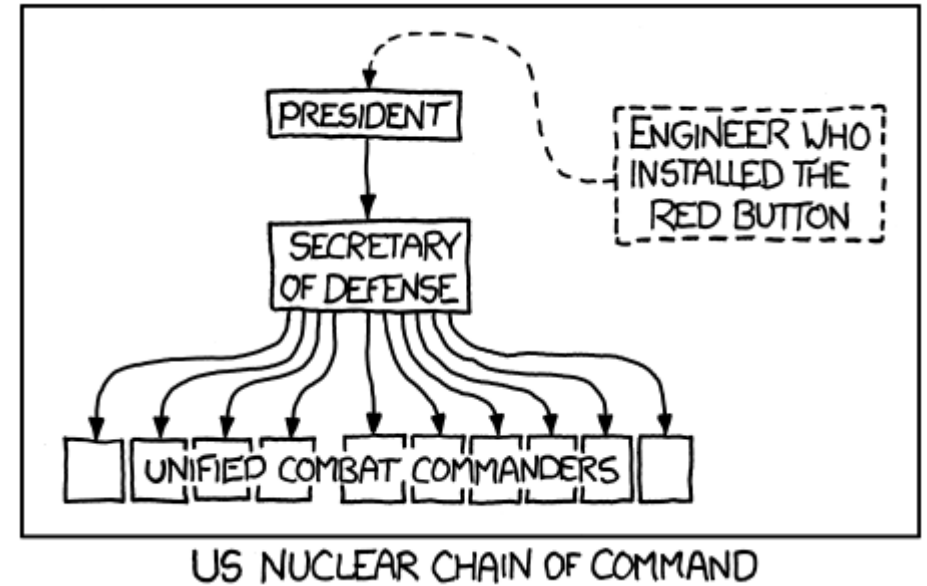 PRESIDENT
ENGINEER WHO
INSTALLED THE
RED BUTTON
SECRETARY
OF DEFENSE
UNIFIED COMBAT COMMANDERS
US NUCLEAR CHAIN OF COMMAND